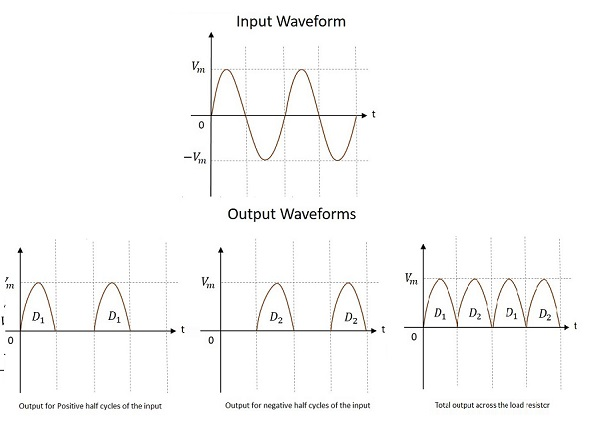 Input Waveform
Vm
t
0
−Vm
Output Waveforms
m
D1
D1
t
0
Output for Positive half cycles of the input
Vm
D2
D2
t
0
Output for negative half cycles of the input
Vm
D1
D2
D1
D2
t
0
Total output across the load resistor